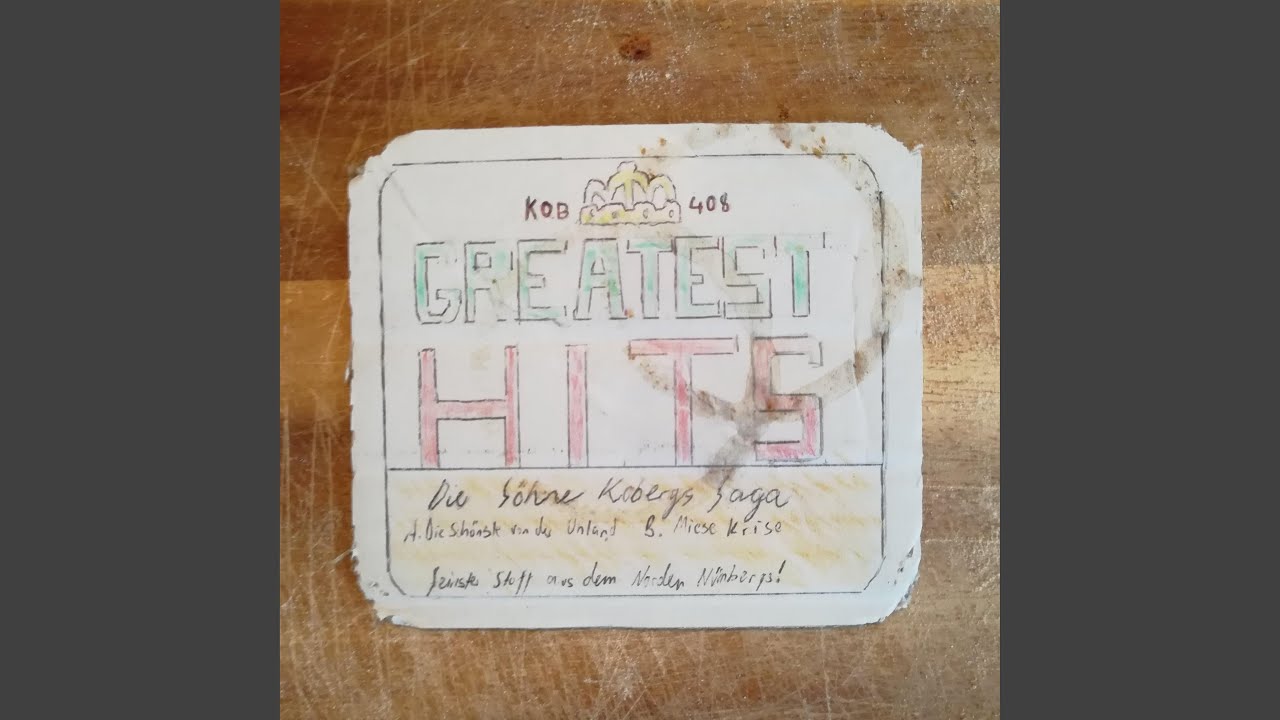 KOB 408
GREATEST
HITS
Die Söhne Kobergs Saga
A. Die Schönste von der Unland B. Miese Krise
feinster Stoff aus dem Norden Nürnbergs!